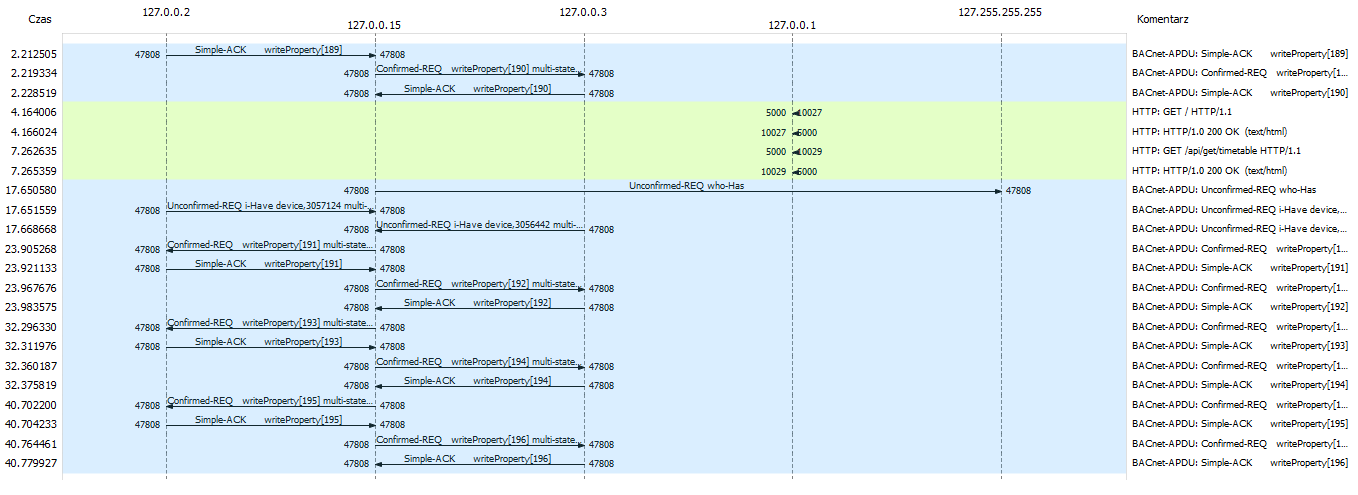 Czas 127.0.0.2 127.0.0.15 127.0.0.3 127.0.0.1 127.255.255.255 Komentarz
2.212505 47808 Simple-ACK writeProperty[189] 47808 BACnet-APDU: Simple-ACK writeProperty[189]
2.219334 47808 Confirmed-REQ writeProperty[190] multi-state... 47808 BACnet-APDU: Confirmed-REQ writeProperty[1...
2.228519 47808 Simple-ACK writeProperty[190] 47808 BACnet-APDU: Simple-ACK writeProperty[190]
4.164006 5000 10027 HTTP: GET / HTTP/1.1
4.166024 10027 5000 HTTP: HTTP/1.0 200 OK (text/html)
7.262635 5000 10029 HTTP: GET /api/get/timetable HTTP/1.1
7.265359 10029 5000 HTTP: HTTP/1.0 200 OK (text/html)
17.650580 47808 Unconfirmed-REQ who-Has 47808 BACnet-APDU: Unconfirmed-REQ who-Has
17.651559 47808 Unconfirmed-REQ i-Have device,3057124 multi-... 47808 BACnet-APDU: Unconfirmed-REQ i-Have device,...
17.668668 47808 Unconfirmed-REQ i-Have device,3056442 multi-... 47808 BACnet-APDU: Unconfirmed-REQ i-Have device,...
23.905268 47808 Confirmed-REQ writeProperty[191] multi-state... 47808 BACnet-APDU: Confirmed-REQ writeProperty[1...
23.921133 47808 Simple-ACK writeProperty[191] 47808 BACnet-APDU: Simple-ACK writeProperty[191]
23.967676 47808 Confirmed-REQ writeProperty[192] multi-state... 47808 BACnet-APDU: Confirmed-REQ writeProperty[1...
23.983575 47808 Simple-ACK writeProperty[192] 47808 BACnet-APDU: Simple-ACK writeProperty[192]
32.296330 47808 Confirmed-REQ writeProperty[193] multi-state... 47808 BACnet-APDU: Confirmed-REQ writeProperty[1...
32.311976 47808 Simple-ACK writeProperty[193] 47808 BACnet-APDU: Simple-ACK writeProperty[193]
32.360187 47808 Confirmed-REQ writeProperty[194] multi-state... 47808 BACnet-APDU: Confirmed-REQ writeProperty[1...
32.375819 47808 Simple-ACK writeProperty[194] 47808 BACnet-APDU: Simple-ACK writeProperty[194]
40.702200 47808 Confirmed-REQ writeProperty[195] multi-state... 47808 BACnet-APDU: Confirmed-REQ writeProperty[1...
40.704233 47808 Simple-ACK writeProperty[195] 47808 BACnet-APDU: Simple-ACK writeProperty[195]
40.764461 47808 Confirmed-REQ writeProperty[196] multi-state... 47808 BACnet-APDU: Confirmed-REQ writeProperty[1...
40.779927 47808 Simple-ACK writeProperty[196] 47808 BACnet-APDU: Simple-ACK writeProperty[196]